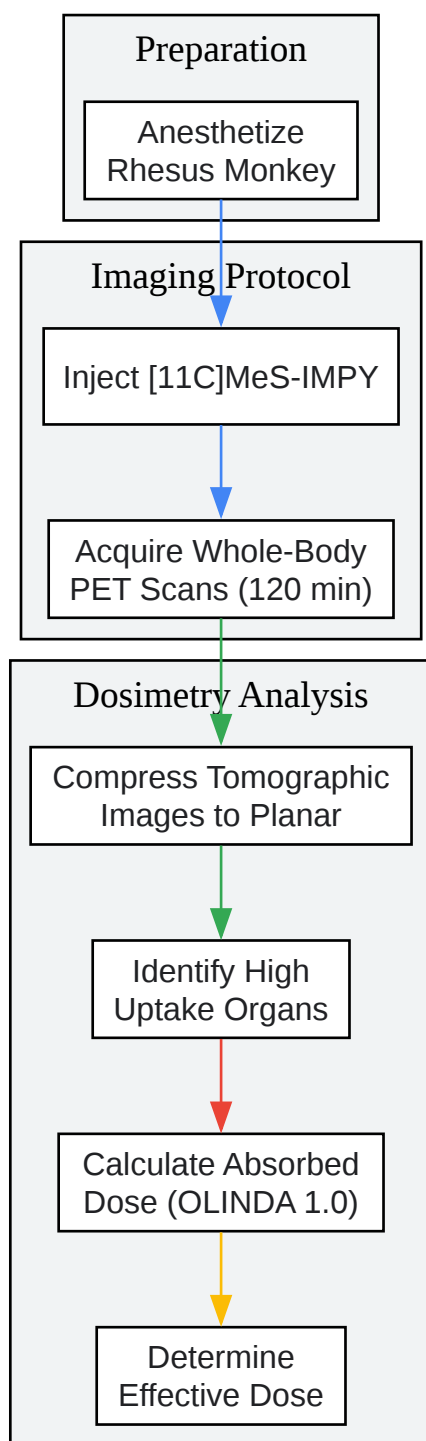 Preparation
Anesthetize
Rhesus Monkey
Imaging Protocol
Inject [11C]MeS-IMPY
Acquire Whole-Body
PET Scans (120 min)
Dosimetry Analysis
Compress Tomographic
Images to Planar
Identify High
Uptake Organs
Calculate Absorbed
Dose (OLINDA 1.0)
Determine
Effective Dose